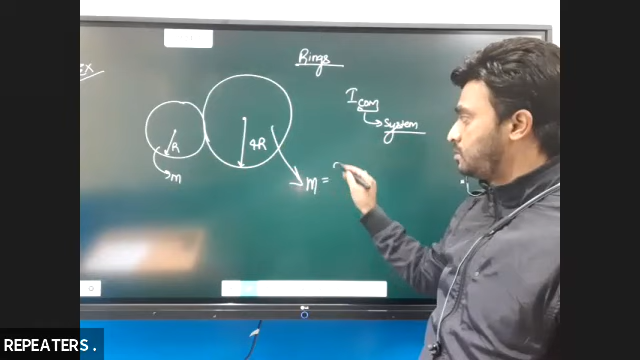 Ex
Rings
I com
System
R
4R
m
m =
REPEATERS .